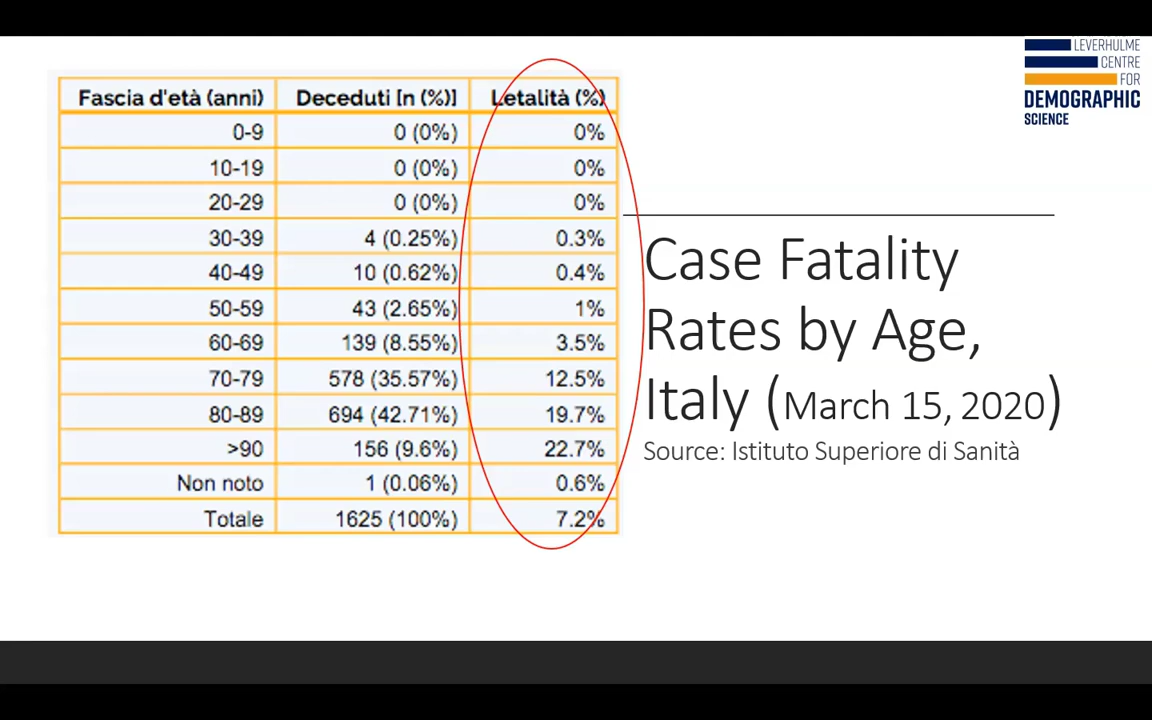 LEVERHULME
CENTRE
FOR
DEMOGRAPHIC
SCIENCE
Fascia d'età (anni) Deceduti [n (%)] Letalità (%)
0-9 0 (0%) 0%
10-19 0 (0%) 0%
20-29 0 (0%) 0%
30-39 4 (0.25%) 0.3%
40-49 10 (0.62%) 0.4%
50-59 43 (2.65%) 1%
60-69 139 (8.55%) 3.5%
70-79 578 (35.57%) 12.5%
80-89 694 (42.71%) 19.7%
>90 156 (9.6%) 22.7%
Non noto 1 (0.06%) 0.6%
Totale 1625 (100%) 7.2%
Case Fatality
Rates by Age,
Italy (March 15, 2020)
Source: Istituto Superiore di Sanità